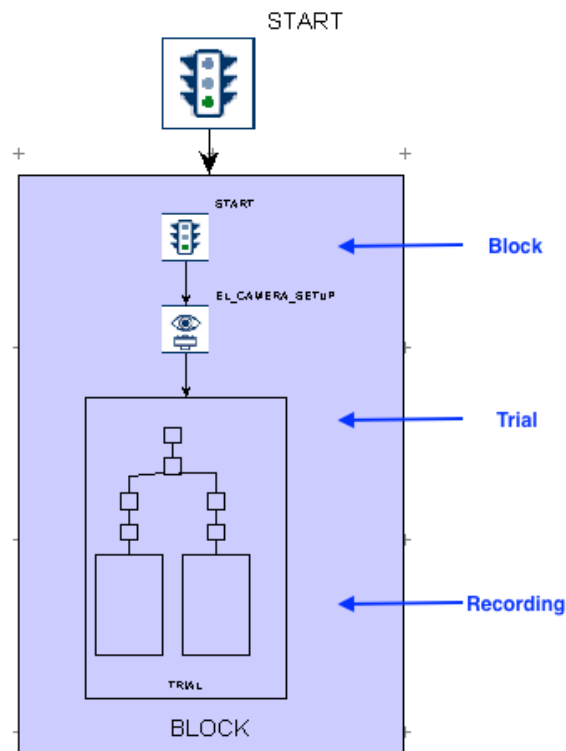 START
START
Block
EL_CAMERA_SETUP
Trial
Recording
TRIAL
BLOCK